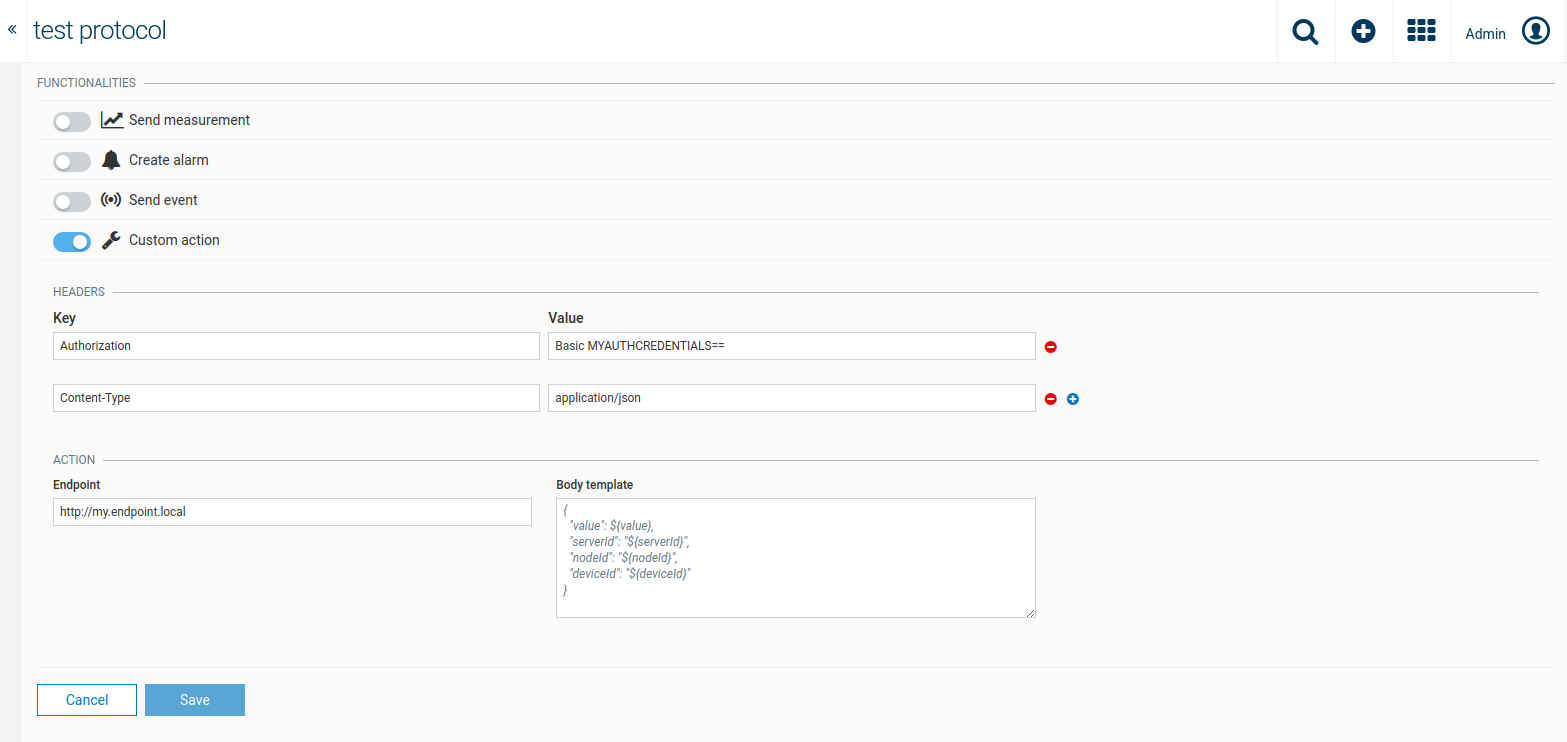 «
test protocol
Admin
FUNCTIONALITIES
Send measurement
Create alarm
Send event
Custom action
HEADERS
Key Value
Authorization Basic MYAUTHCREDENTIALS==
Content-Type application/json
ACTION
Endpoint Body template
http://my.endpoint.local
{
"value": ${value},
"serverId": "${serverId}",
"nodeId": "${nodeId}",
"deviceId": "${deviceId}"
}
Cancel Save